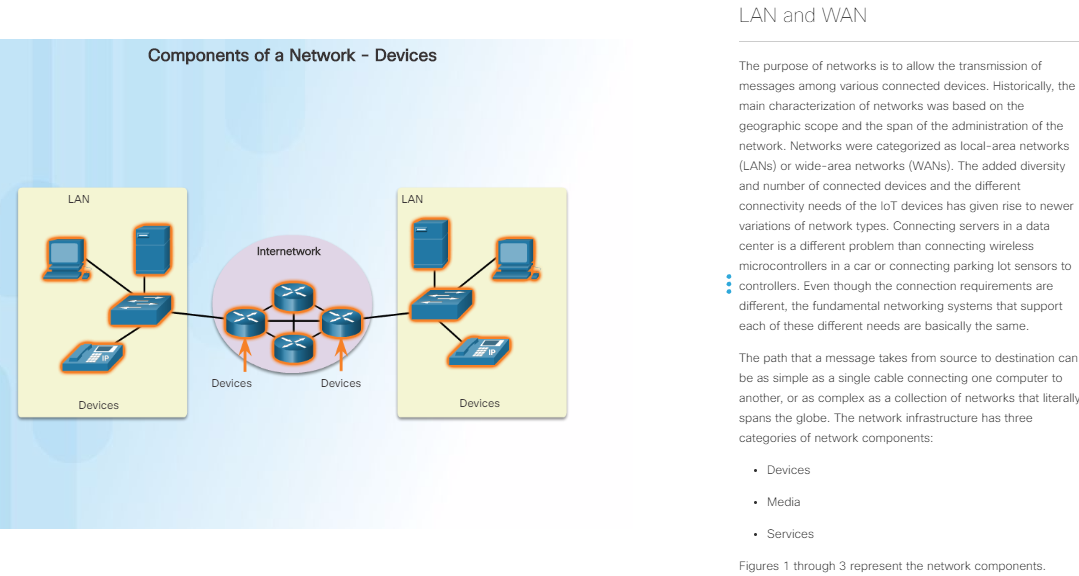 Components of a Network - Devices
LAN
LAN
Internetwork
IP
IP
Devices
Devices
Devices
Devices
LAN and WAN
The purpose of networks is to allow the transmission of
messages among various connected devices. Historically, the
main characterization of networks was based on the
geographic scope and the span of the administration of the
network. Networks were categorized as local-area networks
(LANs) or wide-area networks (WANs). The added diversity
and number of connected devices and the different
connectivity needs of the IoT devices has given rise to newer
variations of network types. Connecting servers in a data
center is a different problem than connecting wireless
microcontrollers in a car or connecting parking lot sensors to
controllers. Even though the connection requirements are
different, the fundamental networking systems that support
each of these different needs are basically the same.
The path that a message takes from source to destination can
be as simple as a single cable connecting one computer to
another, or as complex as a collection of networks that literally
spans the globe. The network infrastructure has three
categories of network components:
• Devices
• Media
• Services
Figures 1 through 3 represent the network components.